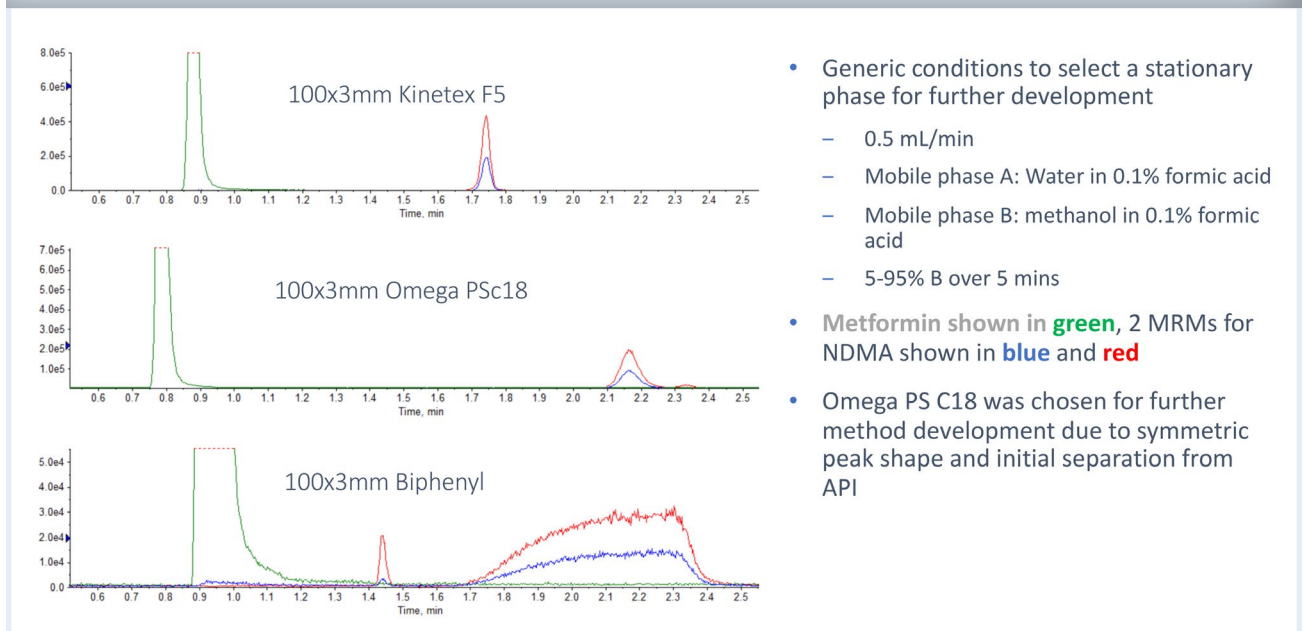 8.0e5
100x3mm Kinetex F5
6.0e5
4.0e5
2.0e5
0.0
0.6 0.7 0.8 0.9 1.0 1.1 1.2 1.3 1.4 1.5 1.6 1.7 1.8 1.9 2.0 2.1 2.2 2.3 2.4 2.5
Time, min
7.0e5
6.0e5
100x3mm Omega PSc18
5.0e5
4.0e5
3.0e5
2.0e5
1.0e5
0.6 0.7 0.8 0.9 1.0 1.1 1.2 1.3 1.4 1.5 1.6 1.7 1.8 1.9 2.0 2.1 2.2 2.3 2.4 2.5
Time, min
5.0e4
100x3mm Biphenyl
4.0e4
3.0e4
2.0e4
1.0e4
0.0
0.6 0.7 0.8 0.9 1.0 1.1 1.2 1.3 1.4 1.5 1.6 1.7 1.8 1.9 2.0 2.1 2.2 2.3 2.4 2.5
Time, min
• Generic conditions to select a stationary
phase for further development
– 0.5 mL/min
– Mobile phase A: Water in 0.1% formic acid
– Mobile phase B: methanol in 0.1% formic
acid
– 5-95% B over 5 mins
• Metformin shown in green, 2 MRMs for
NDMA shown in blue and red
• Omega PS C18 was chosen for further
method development due to symmetric
peak shape and initial separation from
API